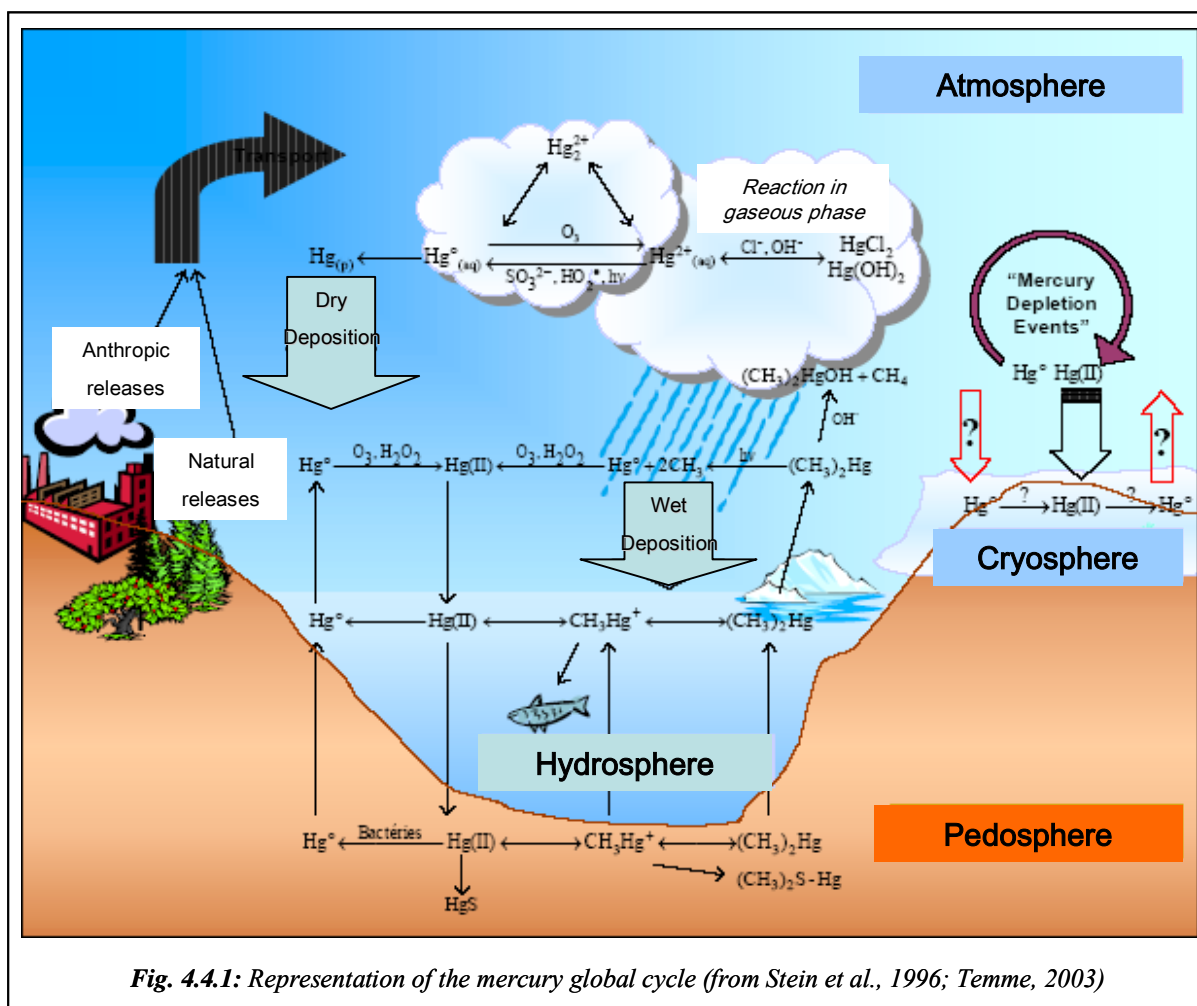 Atmosphere
Transport
Hg₂²⁺
Reaction in
gaseous phase
O₃
Hg₍ₚ₎ Hg°(aq) Hg²⁺(aq) Cl⁻, OH⁻ HgCl₂
SO₃²⁻, HO₂•, hν Hg(OH)₂
Dry
Deposition
"Mercury
Depletion
Events"
Anthropic
releases
(CH₃)₂HgOH + CH₄
Hg° Hg(II)
OH⁻
? ?
Natural
releases
O₃, H₂O₂ O₃, H₂O₂ hν
Hg° Hg(II) Hg° + 2CH₃ (CH₃)₂Hg
Wet
Deposition
? ?
Hg° Hg(II) Hg°
Cryosphere
Hg° Hg(II) CH₃Hg⁺ (CH₃)₂Hg
Hydrosphere
Bactéries
Hg° Hg(II) CH₃Hg⁺ (CH₃)₂Hg
Pedosphere
(CH₃)₂S-Hg
HgS
Fig. 4.4.1: Representation of the mercury global cycle (from Stein et al., 1996; Temme, 2003)